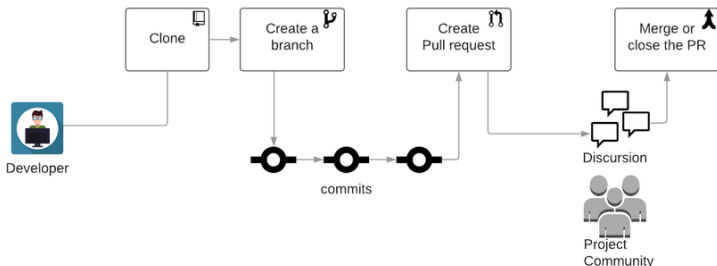 Clone
Create a
branch
Create
Pull request
Merge or
close the PR
Developer
commits
Discursion
Project
Community